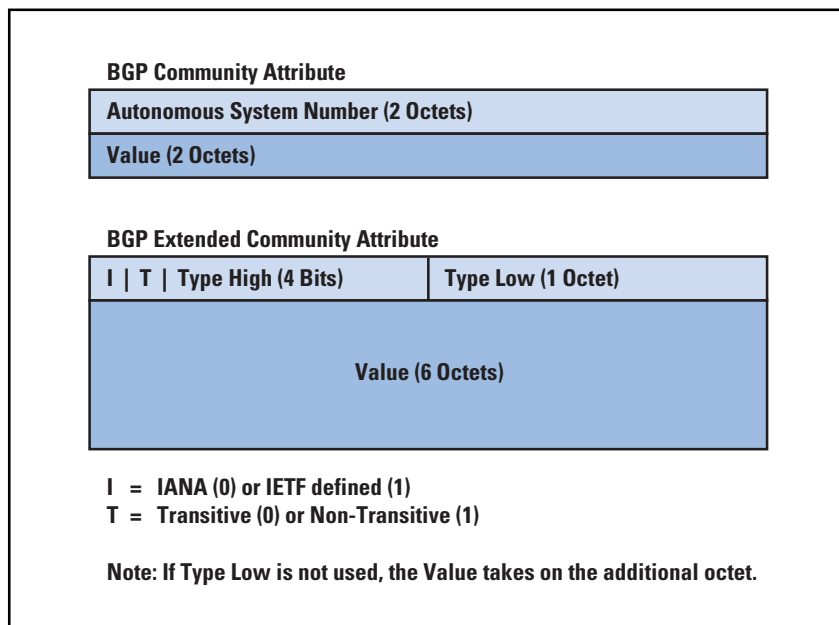 BGP Community Attribute
Autonomous System Number (2 Octets)
Value (2 Octets)
BGP Extended Community Attribute
I | T | Type High (4 Bits)
Type Low (1 Octet)
Value (6 Octets)
I = IANA (0) or IETF defined (1)
T = Transitive (0) or Non-Transitive (1)
Note: If Type Low is not used, the Value takes on the additional octet.